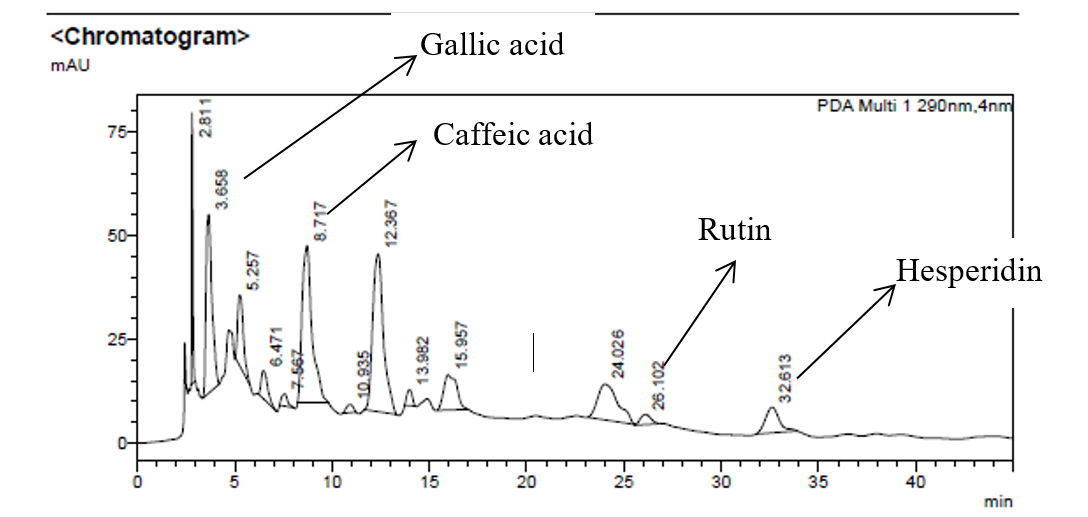 <Chromatogram>
mAU
Gallic acid
Caffeic acid
Rutin
Hesperidin
PDA Multi 1 290nm,4nm
75
50
25
0
2.811
3.658
5.257
6.471
7.567
8.717
10.935
12.367
13.982
15.957
24.026
26.102
32.613
0 5 10 15 20 25 30 35 40
min